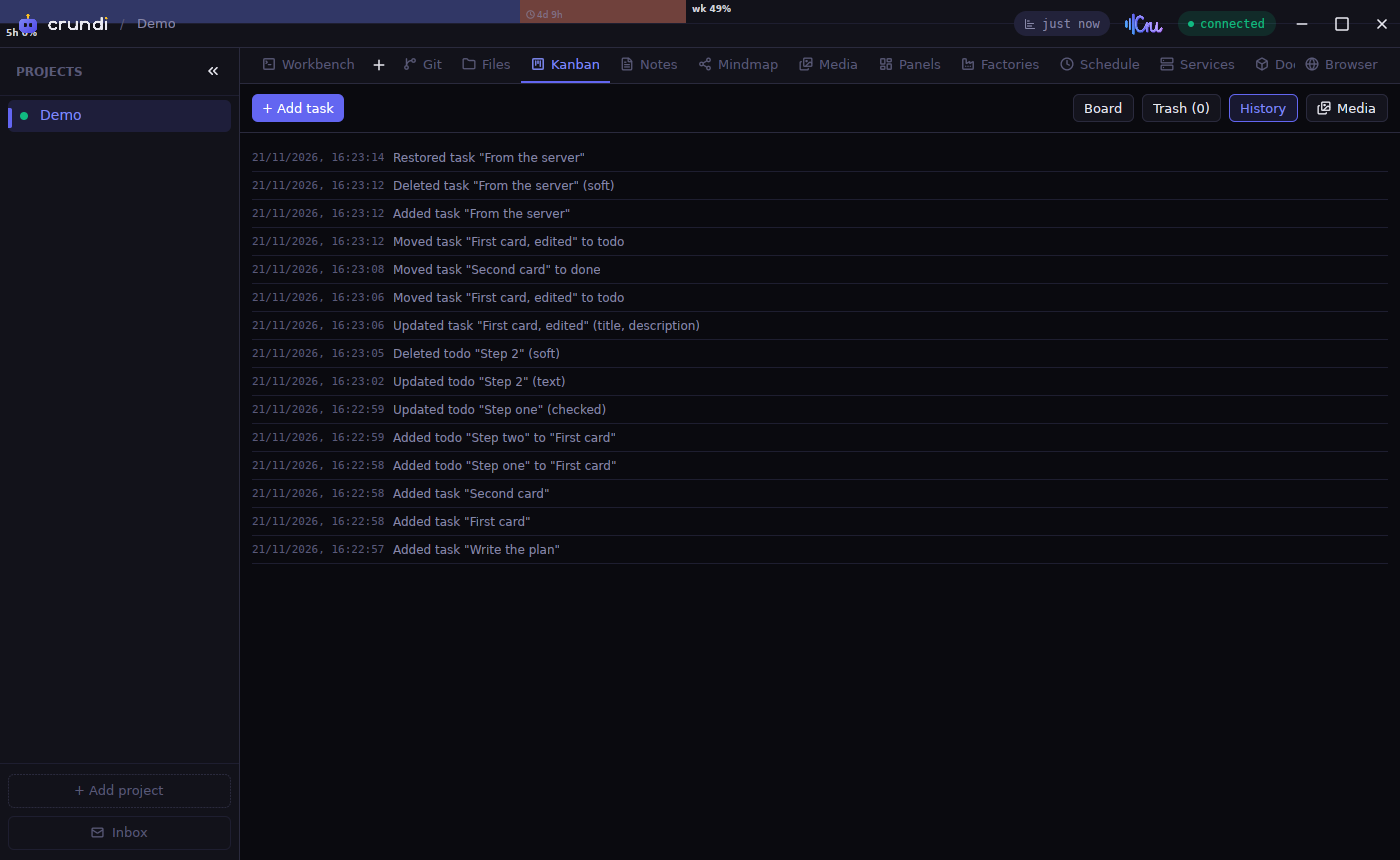 4d 9h
wk 49%
crundi / Demo
just now
Cru
connected
PROJECTS
Demo
+ Add project
Inbox
Workbench
+
Git
Files
Kanban
Notes
Mindmap
Media
Panels
Factories
Schedule
Services
Browser
+ Add task
Board
Trash (0)
History
Media
21/11/2026, 16:23:14 Restored task "From the server"
21/11/2026, 16:23:12 Deleted task "From the server" (soft)
21/11/2026, 16:23:12 Added task "From the server"
21/11/2026, 16:23:12 Moved task "First card, edited" to todo
21/11/2026, 16:23:08 Moved task "Second card" to done
21/11/2026, 16:23:06 Moved task "First card, edited" to todo
21/11/2026, 16:23:06 Updated task "First card, edited" (title, description)
21/11/2026, 16:23:05 Deleted todo "Step 2" (soft)
21/11/2026, 16:23:02 Updated todo "Step 2" (text)
21/11/2026, 16:22:59 Updated todo "Step one" (checked)
21/11/2026, 16:22:59 Added todo "Step two" to "First card"
21/11/2026, 16:22:58 Added todo "Step one" to "First card"
21/11/2026, 16:22:58 Added task "Second card"
21/11/2026, 16:22:58 Added task "First card"
21/11/2026, 16:22:57 Added task "Write the plan"